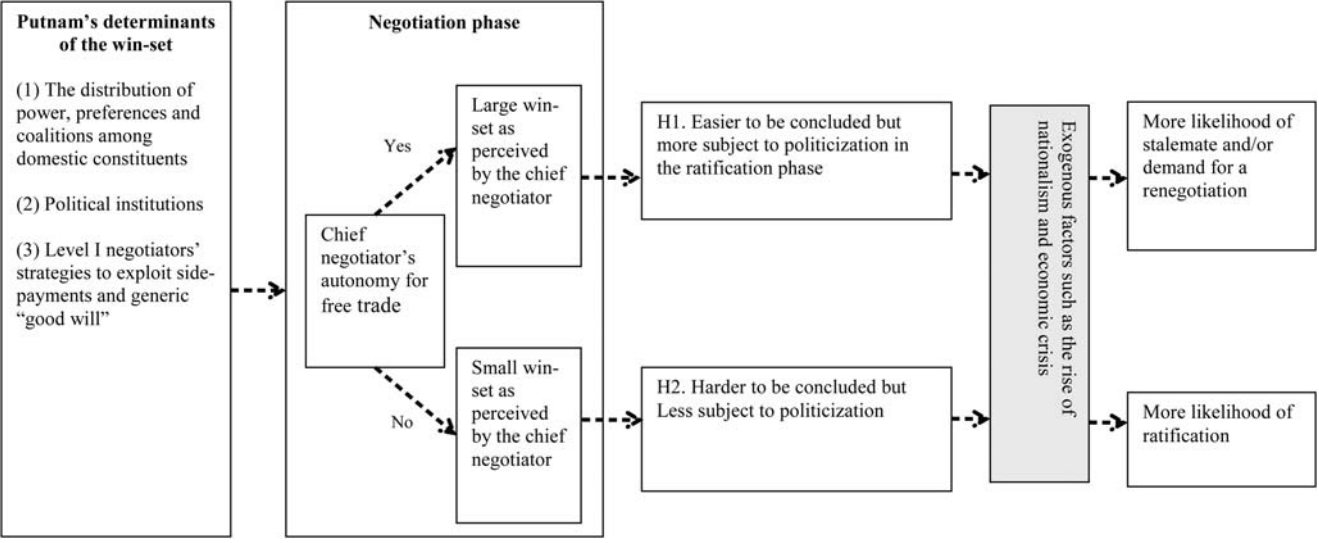 Putnam's determinants
of the win-set
(1) The distribution of
power, preferences and
coalitions among
domestic constituents
(2) Political institutions
(3) Level I negotiators'
strategies to exploit side-
payments and generic
“good will”
Negotiation phase
Chief
negotiator's
autonomy for
free trade
Yes
Large win-
set as
perceived
by the chief
negotiator
No
Small win-
set as
perceived
by the chief
negotiator
H1. Easier to be concluded but
more subject to politicization in
the ratification phase
H2. Harder to be concluded but
Less subject to politicization
Exogenous factors such as the rise of
nationalism and economic crisis
More likelihood of
stalemate and/or
demand for a
renegotiation
More likelihood of
ratification